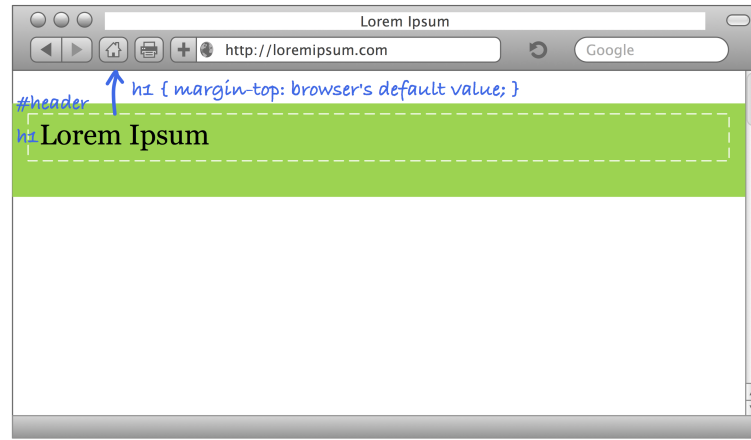 Lorem Ipsum
http://loremipsum.com
Google
h1 { margin-top: browser's default value; }
#header
h1 Lorem Ipsum